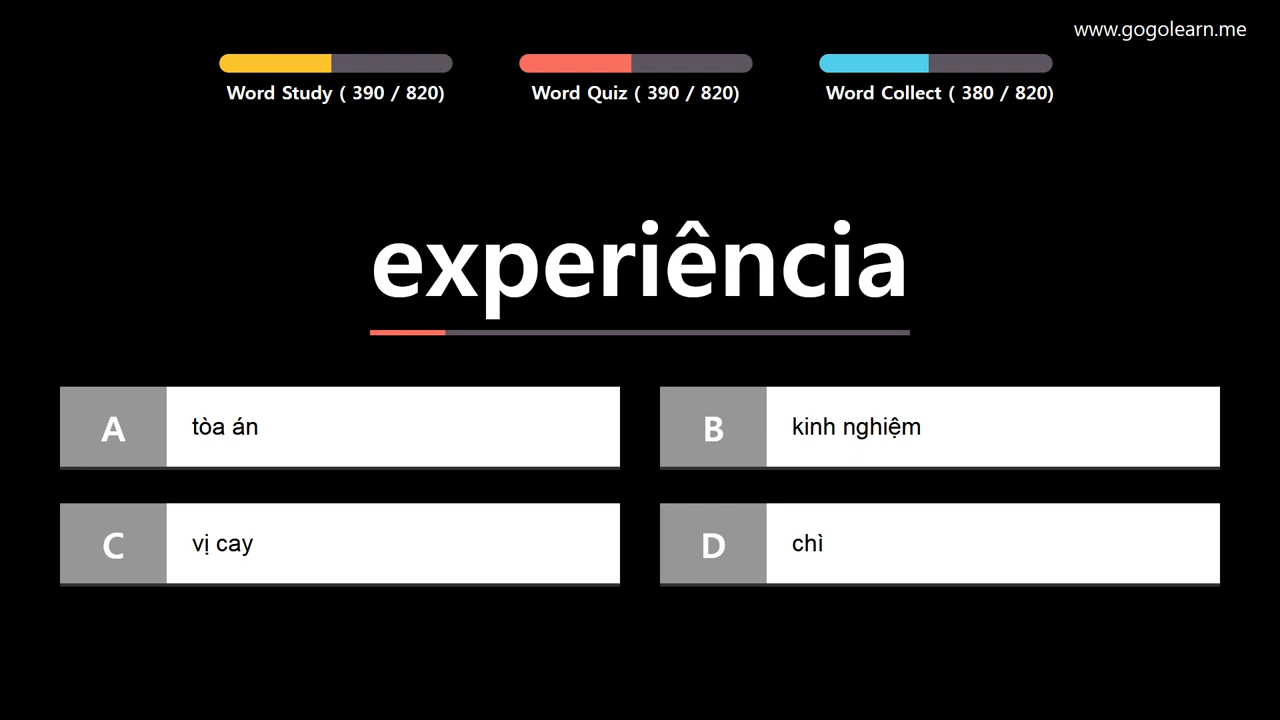 www.gogolearn.me
Word Study ( 390 / 820)
Word Quiz ( 390 / 820)
Word Collect ( 380 / 820)
experiência
A
tòa án
B
kinh nghiệm
C
vị cay
D
chì